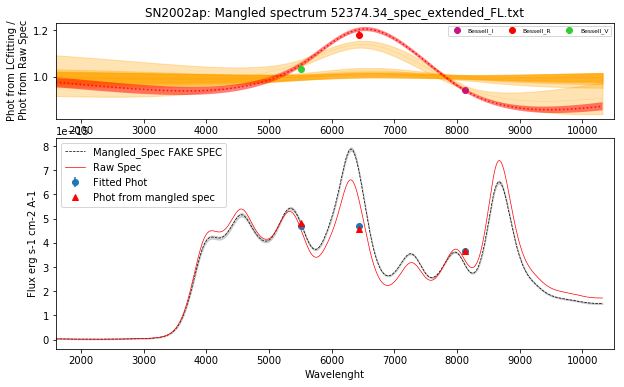 SN2002ap: Mangled spectrum 52374.34_spec_extended_FL.txt
Phot from LCfitting /
Phot from Raw Spec
1.2
1.0
Bessell_I
Bessell_R
Bessell_V
2000 3000 4000 5000 6000 7000 8000 9000 10000
Flux erg s-1 cm-2 A-1
8
7
6
5
4
3
2
1
0
Mangled_Spec FAKE SPEC
Raw Spec
Fitted Phot
Phot from mangled spec
2000 3000 4000 5000 6000 7000 8000 9000 10000
Wavelenght